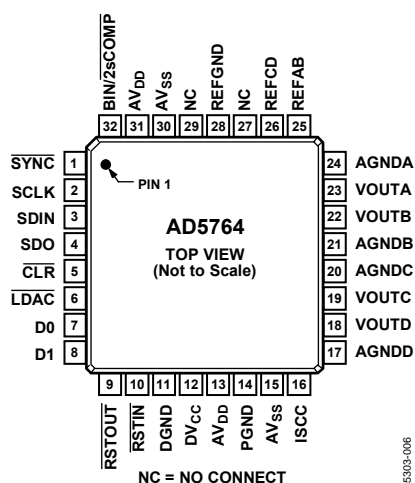 BIN/2sCOMP
AVDD
AVSS
NC
REFGND
NC
REFCD
REFAB
32 31 30 29 28 27 26 25
SYNC 1
SCLK 2
SDIN 3
SDO 4
CLR 5
LDAC 6
D0 7
D1 8
PIN 1
AD5764
TOP VIEW
(Not to Scale)
24 AGNDA
23 VOUTA
22 VOUTB
21 AGNDB
20 AGNDC
19 VOUTC
18 VOUTD
17 AGNDD
9 10 11 12 13 14 15 16
RSTOUT
RSTIN
DGND
DVCC
AVDD
PGND
AVSS
ISCC
NC = NO CONNECT
5303-006